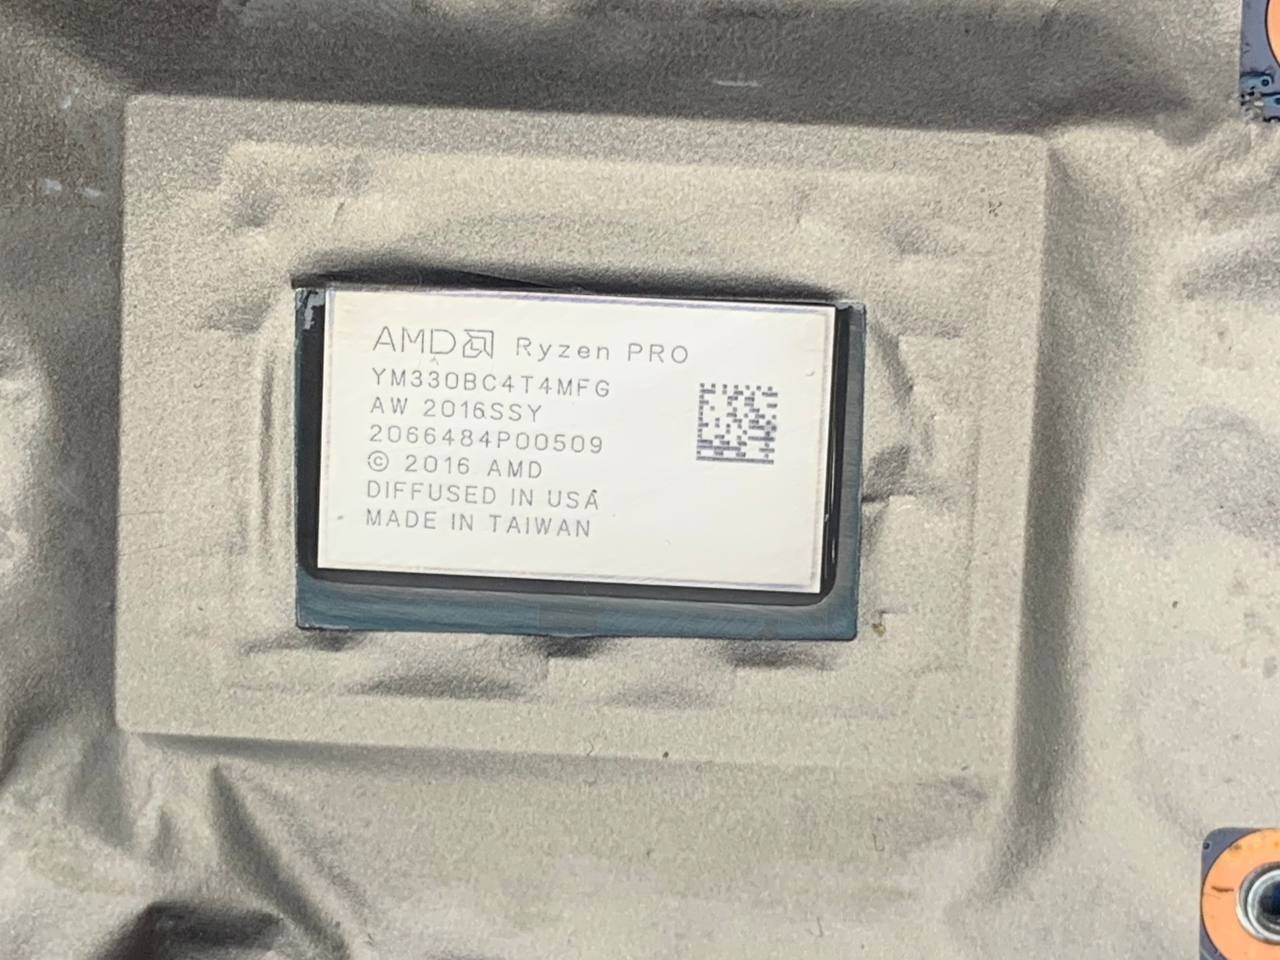 AMD Ryzen PRO
YM330BC4T4MFG
AW 2016SSY
2066484P00509
© 2016 AMD
DIFFUSED IN USA
MADE IN TAIWAN